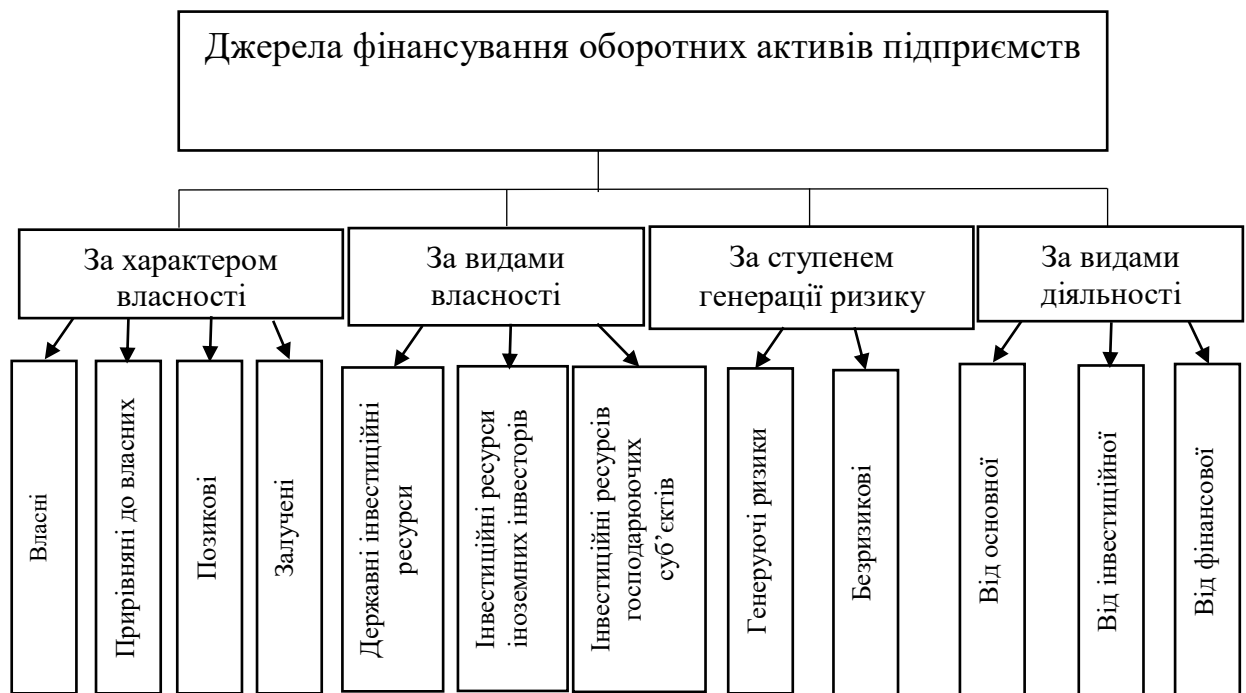 Джерела фінансування оборотних активів підприємств
За характером
власності
За видами
власності
За ступенем
генерації ризику
За видами
діяльності
Власні
Прирівняні до власних
Позикові
Залучені
Державні інвестиційні
ресурси
Інвестиційні ресурси
іноземних інвесторів
Інвестиційні ресурсів
господарюючих
суб’єктів
Генеруючі ризики
Безризикові
Від основної
Від інвестиційної
Від фінансової